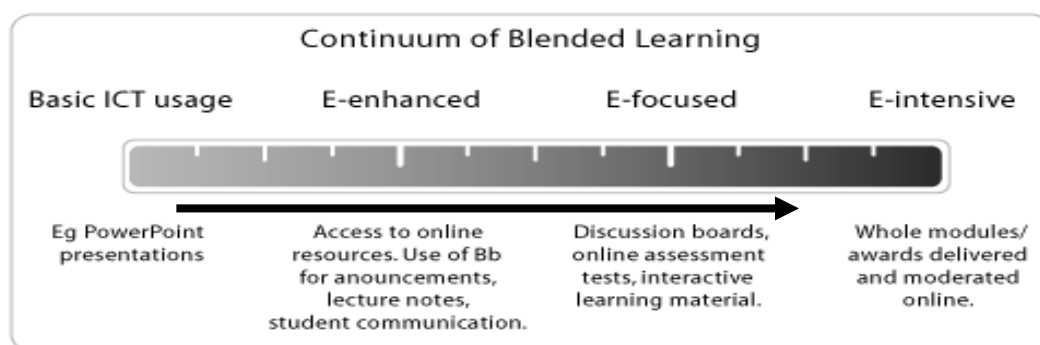 Continuum of Blended Learning
Basic ICT usage
E-enhanced
E-focused
E-intensive
Eg PowerPoint
presentations
Access to online
resources. Use of Bb
for anouncements,
lecture notes,
student communication.
Discussion boards,
online assessment
tests, interactive
learning material.
Whole modules/
awards delivered
and moderated
online.